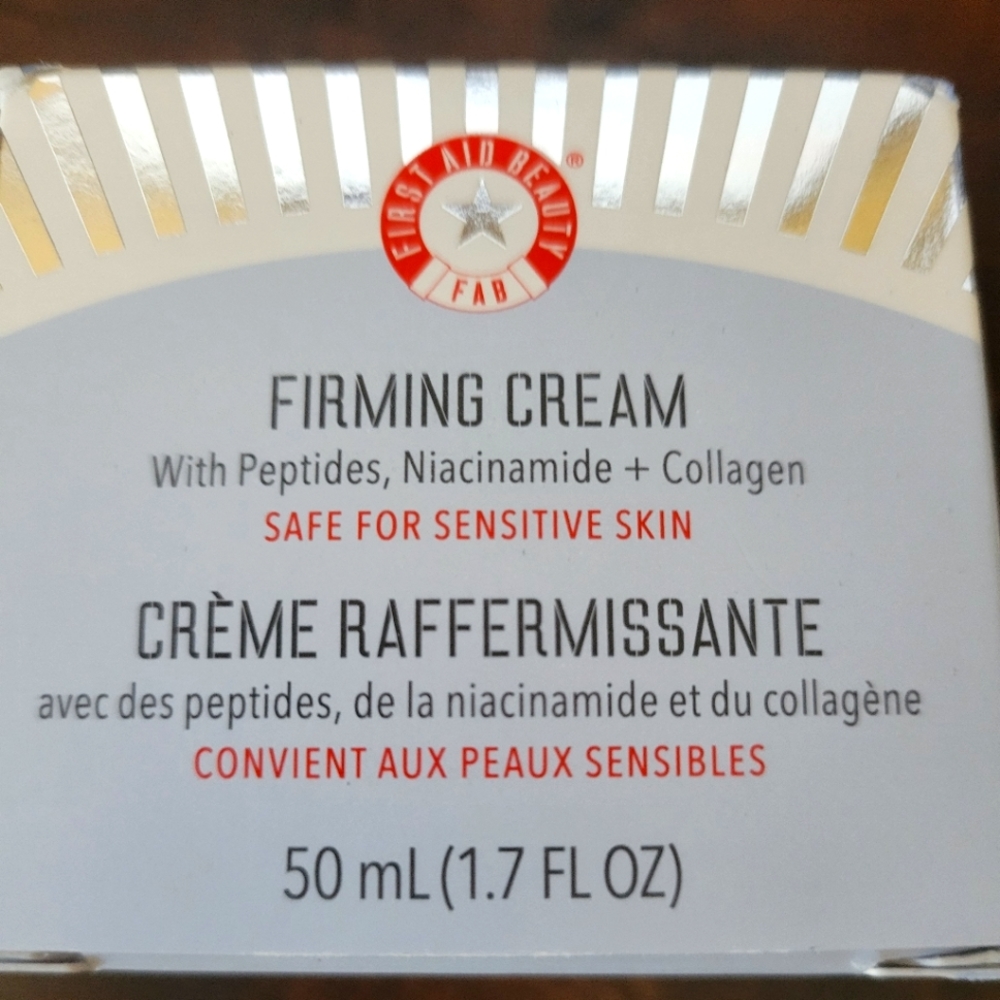 FIRST AID BEAUTY®
FAB
FIRMING CREAM
With Peptides, Niacinamide + Collagen
SAFE FOR SENSITIVE SKIN
CRÈME RAFFERMISSANTE
avec des peptides, de la niacinamide et du collagène
CONVIENT AUX PEAUX SENSIBLES
50 mL (1.7 FL OZ)